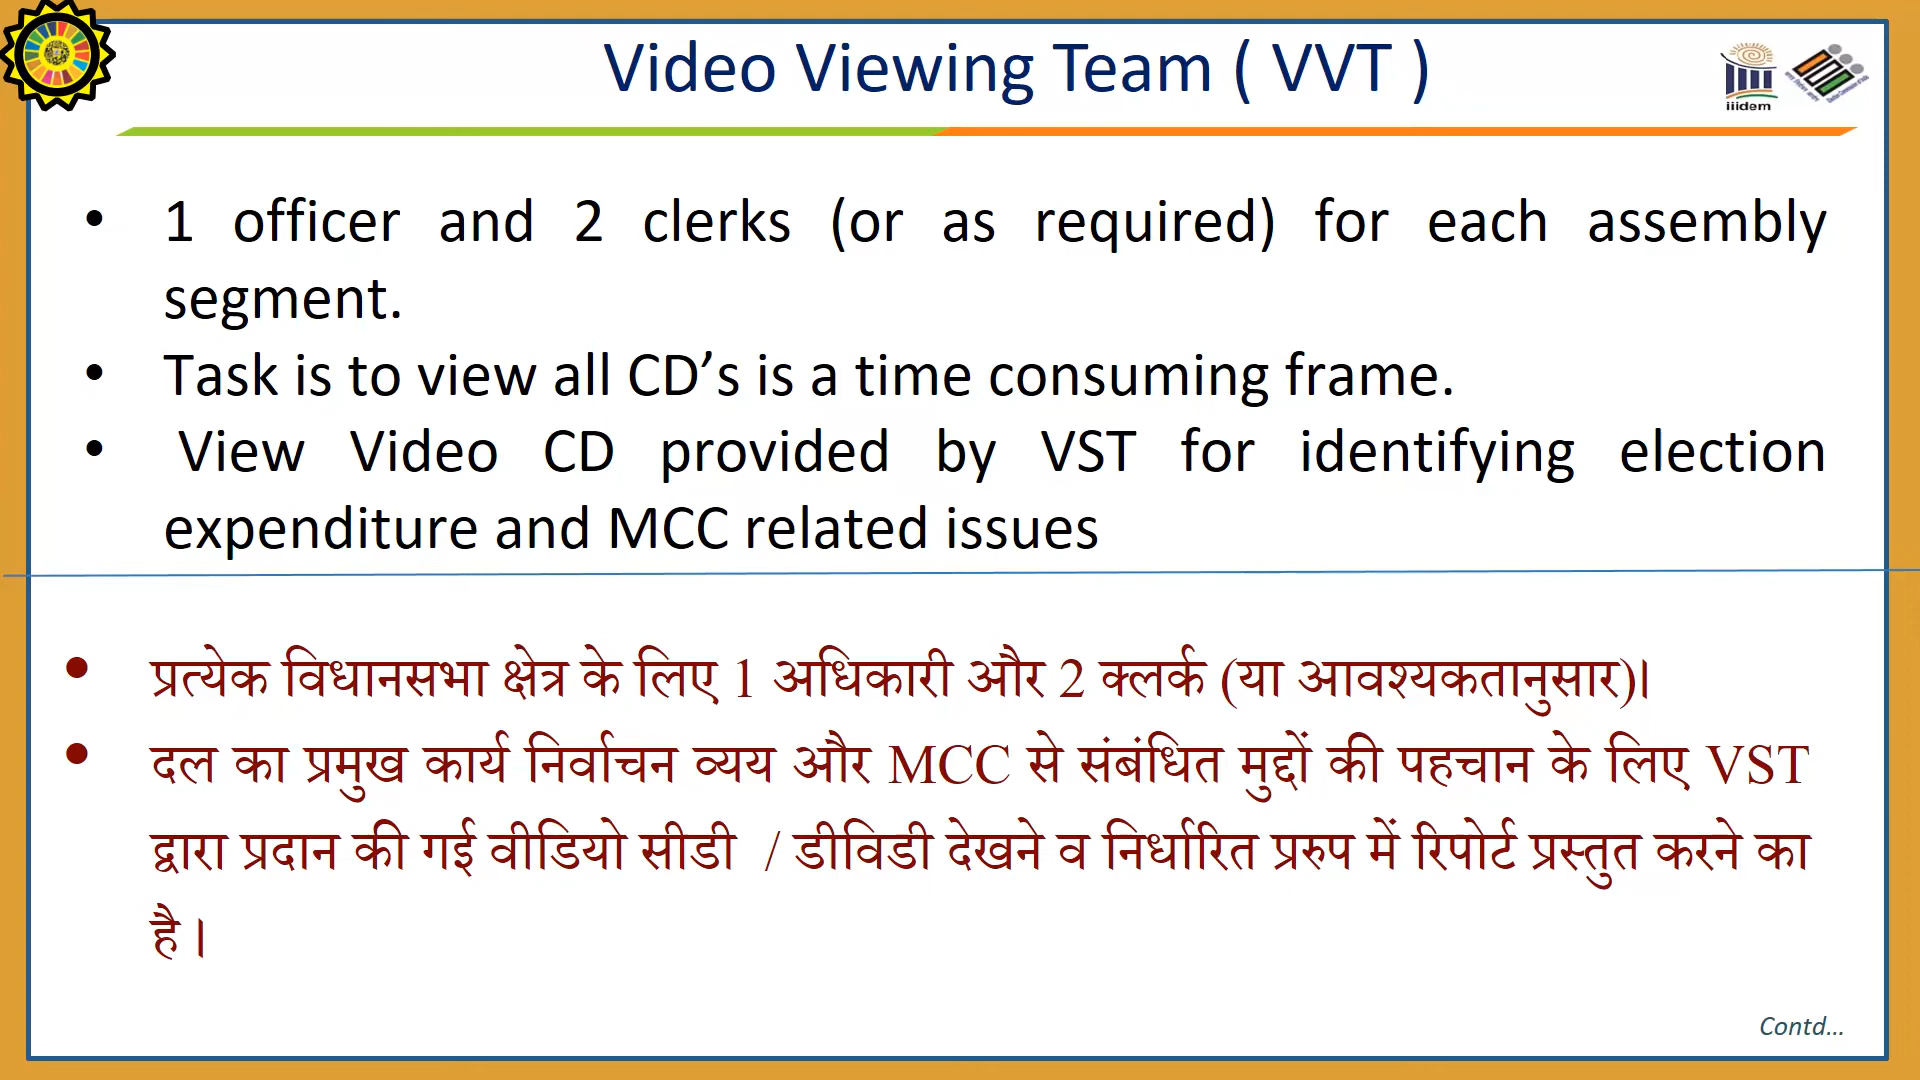 Video Viewing Team ( VVT )
iiidem
• 1 officer and 2 clerks (or as required) for each assembly
segment.
• Task is to view all CD’s is a time consuming frame.
• View Video CD provided by VST for identifying election
expenditure and MCC related issues
• प्रत्येक विधानसभा क्षेत्र के लिए 1 अधिकारी और 2 क्लर्क (या आवश्यकतानुसार)।
• दल का प्रमुख कार्य निर्वाचन व्यय और MCC से संबंधित मुद्दों की पहचान के लिए VST
द्वारा प्रदान की गई वीडियो सीडी / डीविडी देखने व निर्धारित प्ररुप में रिपोर्ट प्रस्तुत करने का
है।
Contd...